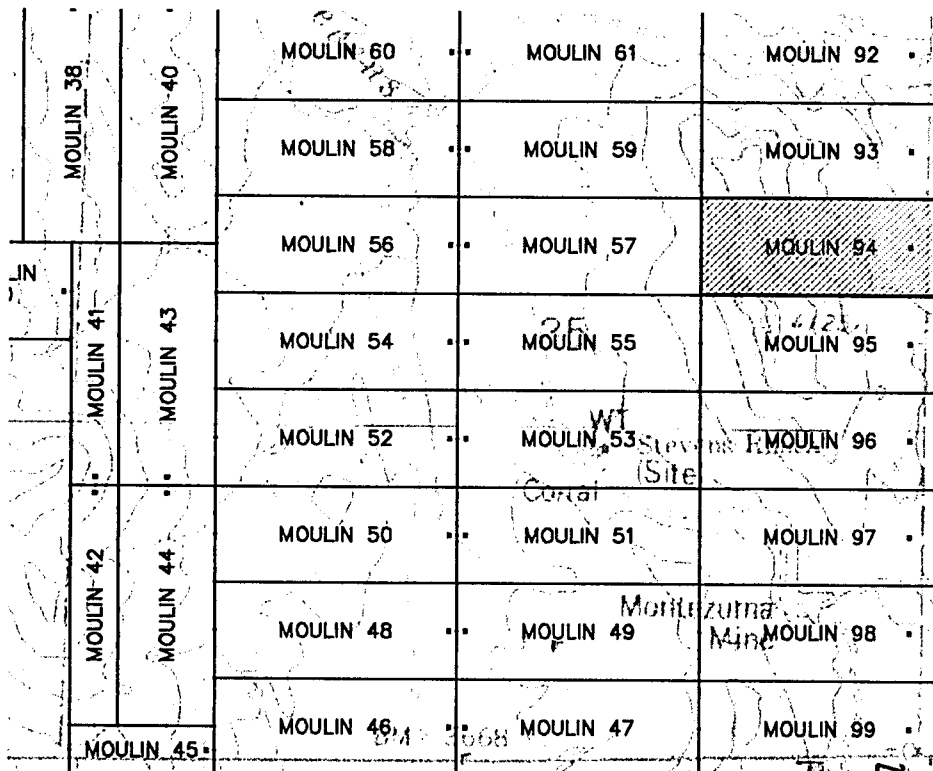 MOULIN 60
MOULIN 61
MOULIN 92
MOULIN 38
MOULIN 40
MOULIN 58
MOULIN 59
MOULIN 93
MOULIN 56
MOULIN 57
MOULIN 94
LIN
MOULIN 41
MOULIN 43
MOULIN 54
MOULIN 55
MOULIN 95
WT
MOULIN 52
MOULIN 53
MOULIN 96
Stevens
(Site
Corral
MOULIN 50
MOULIN 51
MOULIN 97
MOULIN 42
MOULIN 44
Montezuma
Mine
MOULIN 48
MOULIN 49
MOULIN 98
MOULIN 46
MOULIN 47
MOULIN 99
MOULIN 45